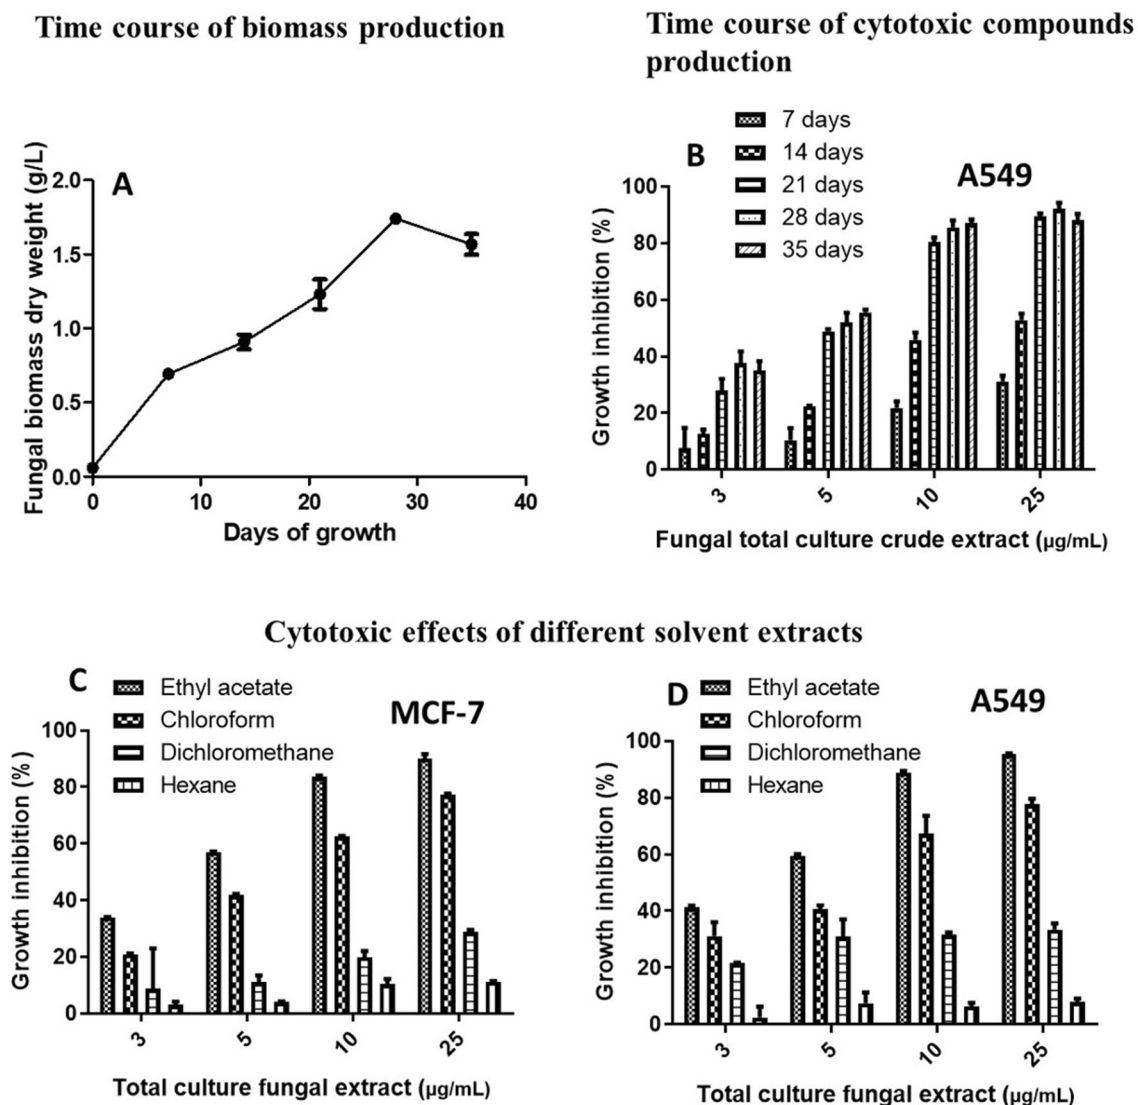 Time course of biomass production
Time course of cytotoxic compounds
production
A
Fungal biomass dry weight (g/L)
2.0
1.5
1.0
0.5
0.0
0 10 20 30 40
Days of growth
B
7 days
14 days
21 days
28 days
35 days
A549
Growth inhibition (%)
100
80
60
40
20
0
3 5 10 25
Fungal total culture crude extract (µg/mL)
Cytotoxic effects of different solvent extracts
C
Ethyl acetate
Chloroform
Dichloromethane
Hexane
MCF-7
Growth inhibition (%)
100
80
60
40
20
0
3 5 10 25
Total culture fungal extract (µg/mL)
D
Ethyl acetate
Chloroform
Dichloromethane
Hexane
A549
Growth inhibition (%)
100
80
60
40
20
0
3 5 10 25
Total culture fungal extract (µg/mL)